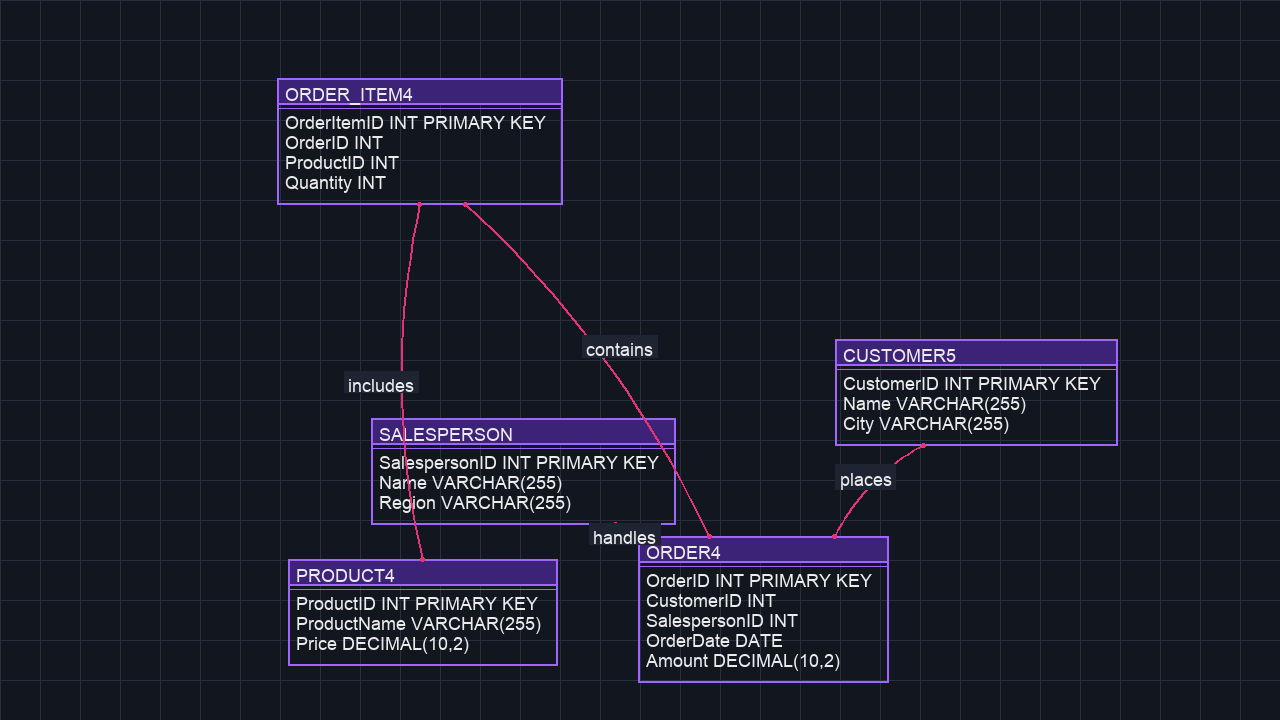 ORDER_ITEM4
OrderItemID INT PRIMARY KEY
OrderID INT
ProductID INT
Quantity INT
contains
includes
CUSTOMER5
CustomerID INT PRIMARY KEY
Name VARCHAR(255)
City VARCHAR(255)
SALESPERSON
SalespersonID INT PRIMARY KEY
Name VARCHAR(255)
Region VARCHAR(255)
places
handles
ORDER4
OrderID INT PRIMARY KEY
CustomerID INT
SalespersonID INT
OrderDate DATE
Amount DECIMAL(10,2)
PRODUCT4
ProductID INT PRIMARY KEY
ProductName VARCHAR(255)
Price DECIMAL(10,2)